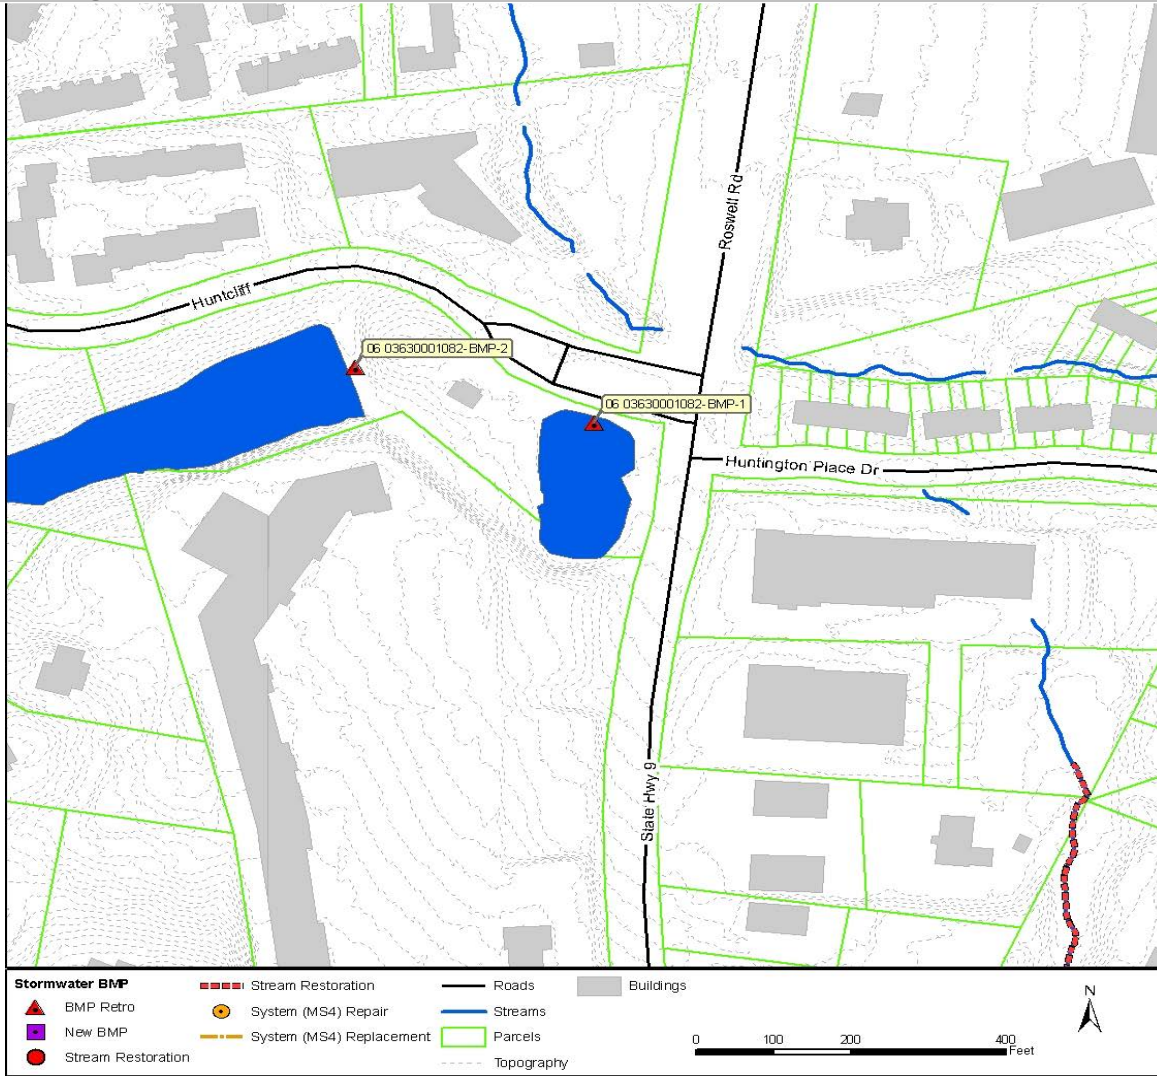 Roswell Rd
Huntcliff
06 03630001082-BMP-2
06 03630001082-BMP-1
Huntington Place Dr
State Hwy 9
Stormwater BMP
BMP Retro
New BMP
Stream Restoration
Stream Restoration
System (MS4) Repair
System (MS4) Replacement
Roads
Streams
Parcels
Topography
Buildings
N
0 100 200 400
Feet